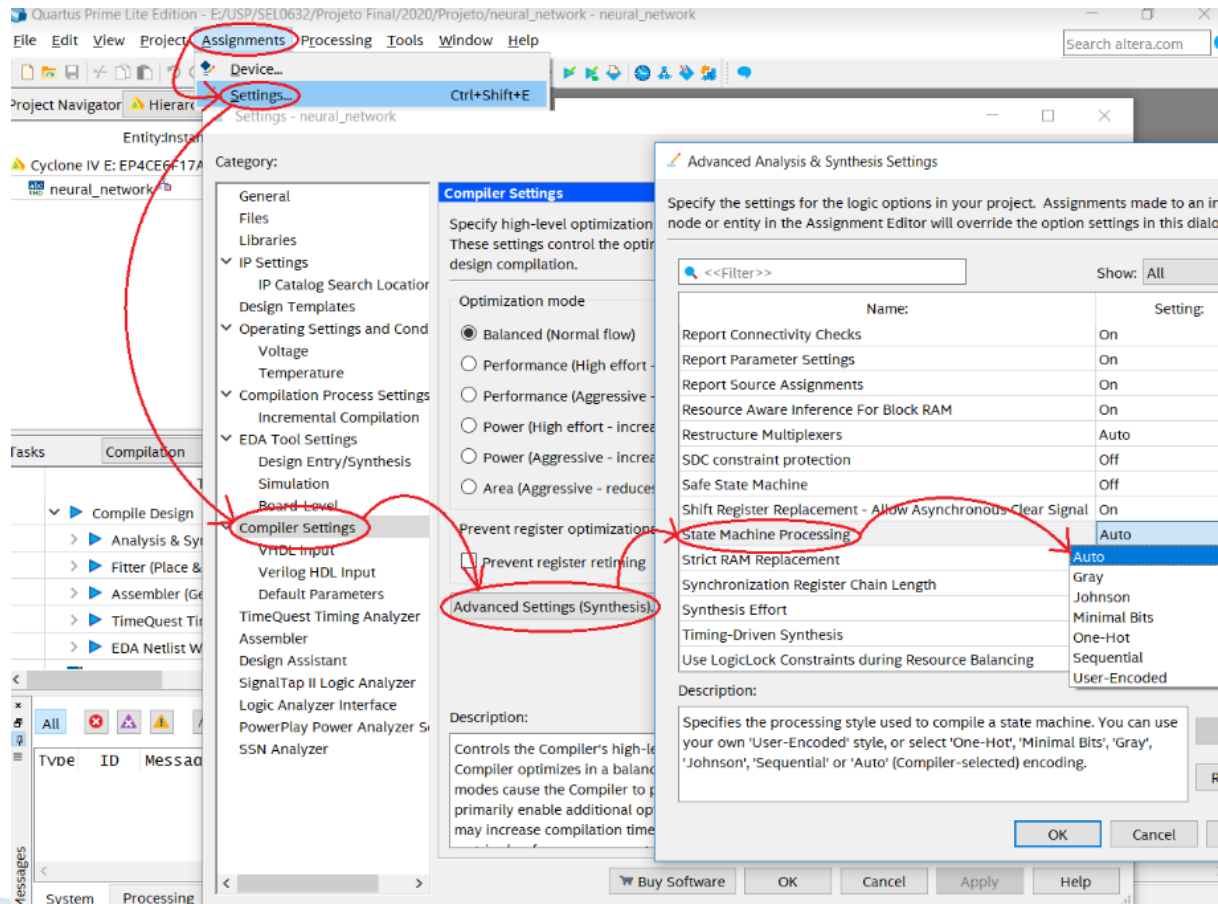 Quartus Prime Lite Edition - E:/USP/SEL0632/Projeto Final/2020/Projeto/neural_network - neural_network
File Edit View Project Assignments Processing Tools Window Help
Search altera.com
Device...
Settings... Ctrl+Shift+E
Project Navigator Hierarc
Entity:Instan
Cyclone IV E: EP4CE6F17A
neural_network
Settings - neural_network
Category:
General
Files
Libraries
IP Settings
IP Catalog Search Location
Design Templates
Operating Settings and Cond
Voltage
Temperature
Compilation Process Settings
Incremental Compilation
EDA Tool Settings
Design Entry/Synthesis
Simulation
Board-Level
Compiler Settings
VHDL Input
Verilog HDL Input
Default Parameters
TimeQuest Timing Analyzer
Assembler
Design Assistant
SignalTap II Logic Analyzer
Logic Analyzer Interface
PowerPlay Power Analyzer Se
SSN Analyzer
Compiler Settings
Specify high-level optimization
These settings control the optim
design compilation.
Optimization mode
Balanced (Normal flow)
Performance (High effort -
Performance (Aggressive -
Power (High effort - increa
Power (Aggressive - increa
Area (Aggressive - reduces
Prevent register optimizations
Prevent register retiming
Advanced Settings (Synthesis).
Description:
Controls the Compiler's high-le
Compiler optimizes in a balanc
modes cause the Compiler to p
primarily enable additional op
may increase compilation time
Buy Software OK Cancel Apply Help
Advanced Analysis & Synthesis Settings
Specify the settings for the logic options in your project. Assignments made to an in
node or entity in the Assignment Editor will override the option settings in this dialo
<<Filter>> Show: All
Name: Setting:
Report Connectivity Checks On
Report Parameter Settings On
Report Source Assignments On
Resource Aware Inference For Block RAM On
Restructure Multiplexers Auto
SDC constraint protection Off
Safe State Machine Off
Shift Register Replacement - Allow Asynchronous Clear Signal On
State Machine Processing Auto
Strict RAM Replacement
Synchronization Register Chain Length
Synthesis Effort
Timing-Driven Synthesis
Use LogicLock Constraints during Resource Balancing
Auto
Gray
Johnson
Minimal Bits
One-Hot
Sequential
User-Encoded
Description:
Specifies the processing style used to compile a state machine. You can use
your own 'User-Encoded' style, or select 'One-Hot', 'Minimal Bits', 'Gray',
'Johnson', 'Sequential' or 'Auto' (Compiler-selected) encoding.
OK Cancel
Tasks Compilation
Compile Design
Analysis & Syn
Fitter (Place &
Assembler (Ge
TimeQuest Tim
EDA Netlist W
All
Type ID Messag
Messages
System Processing